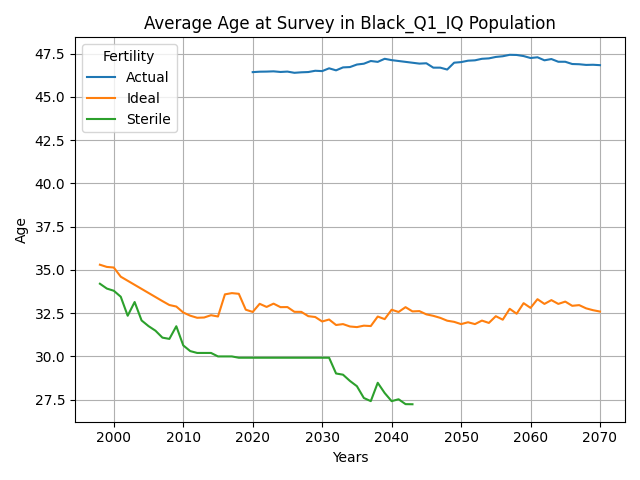 Average Age at Survey in Black_Q1_IQ Population
Fertility
Actual
Ideal
Sterile
Age
47.5
45.0
42.5
40.0
37.5
35.0
32.5
30.0
27.5
2000
2010
2020
2030
2040
2050
2060
2070
Years